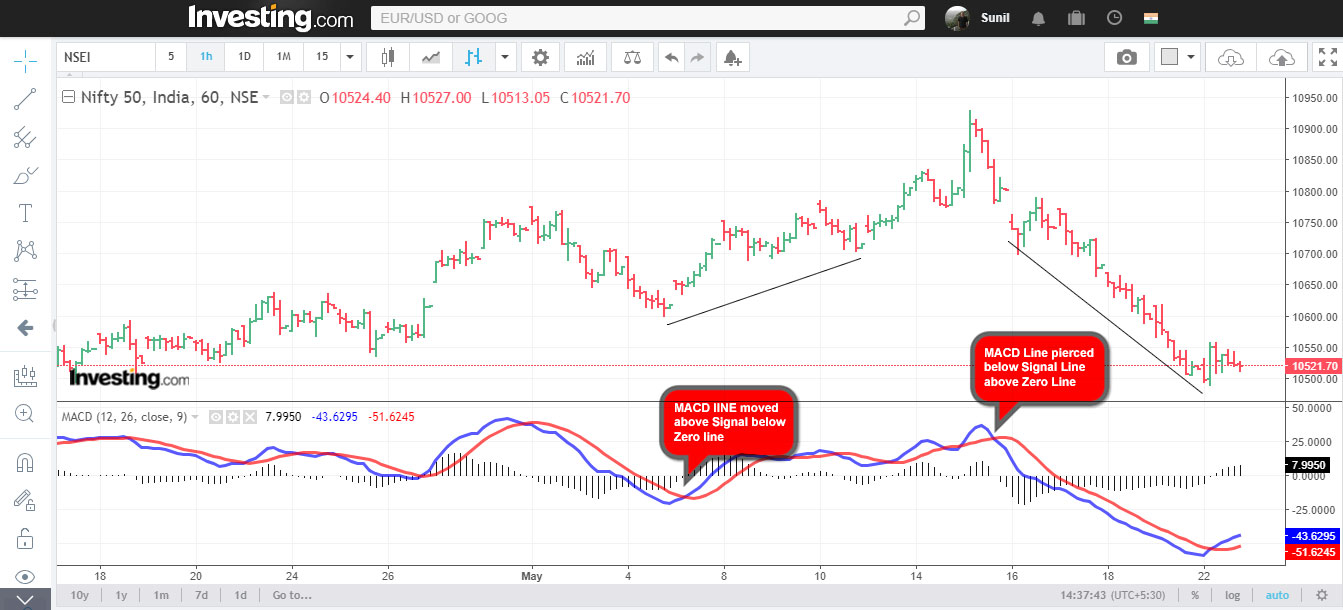 Investing.com
EUR/USD or GOOG
Sunil
NSEI
5
1h
1D
1M
15
Nifty 50, India, 60, NSE
O10524.40 H10527.00 L10513.05 C10521.70
10950.00
10900.00
10850.00
10800.00
10750.00
10700.00
10650.00
10600.00
10550.00
10521.70
10500.00
MACD Line pierced
below Signal Line
above Zero Line
Investing.com
MACD (12, 26, close, 9)
7.9950 -43.6295 -51.6245
MACD lINE moved
above Signal below
Zero line
50.0000
25.0000
7.9950
0.0000
-25.0000
-43.6295
-51.6245
18 20 24 26 May 4 8 10 14 16 18 22
10y 1y 1m 7d 1d Go to...
14:37:43 (UTC+5:30) % log auto